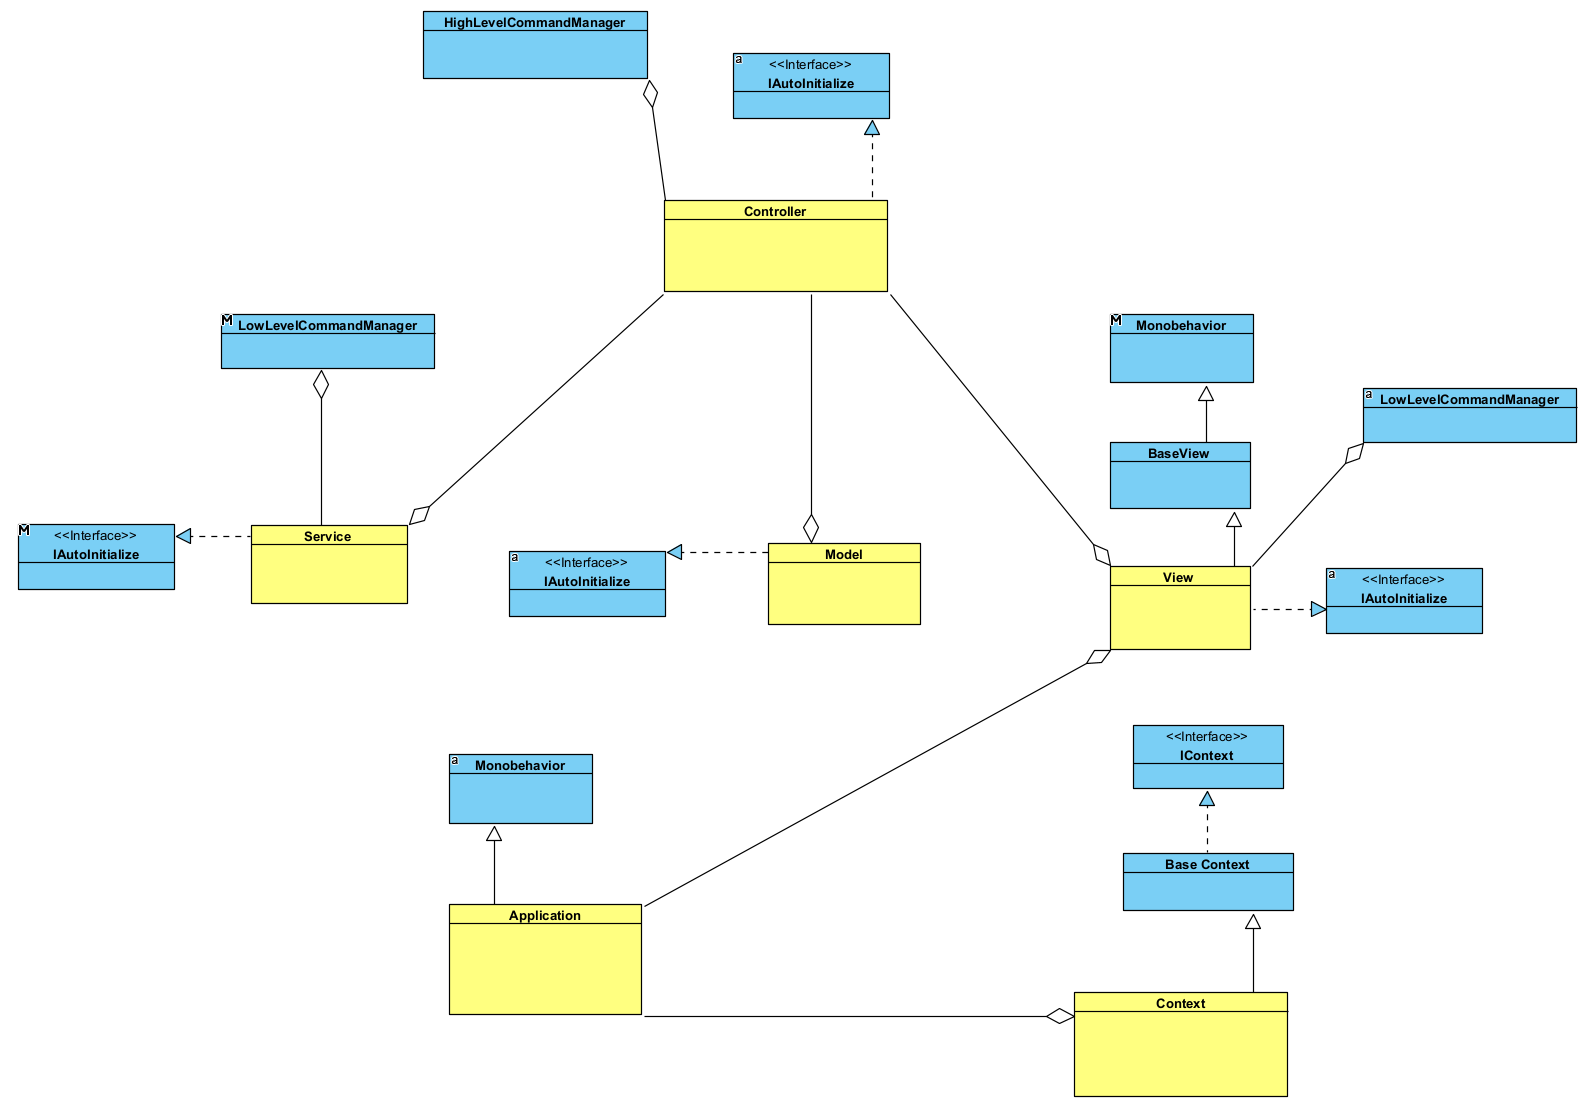 HighLevelCommandManager
a
<<Interface>>
IAutoInitialize
Controller
M
LowLevelCommandManager
M
Monobehavior
a
LowLevelCommandManager
BaseView
M
<<Interface>>
IAutoInitialize
Service
a
<<Interface>>
IAutoInitialize
Model
View
a
<<Interface>>
IAutoInitialize
<<Interface>>
IContext
a
Monobehavior
Base Context
Application
Context